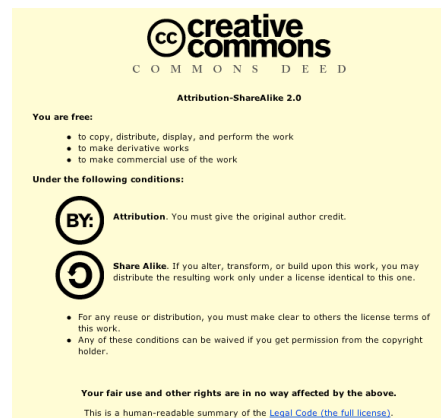 cc creative
commons
COMMONS DEED
Attribution-ShareAlike 2.0
You are free:
• to copy, distribute, display, and perform the work
• to make derivative works
• to make commercial use of the work
Under the following conditions:
BY: Attribution. You must give the original author credit.
Share Alike. If you alter, transform, or build upon this work, you may
distribute the resulting work only under a license identical to this one.
• For any reuse or distribution, you must make clear to others the license terms of
this work.
• Any of these conditions can be waived if you get permission from the copyright
holder.
Your fair use and other rights are in no way affected by the above.
This is a human-readable summary of the Legal Code (the full license).